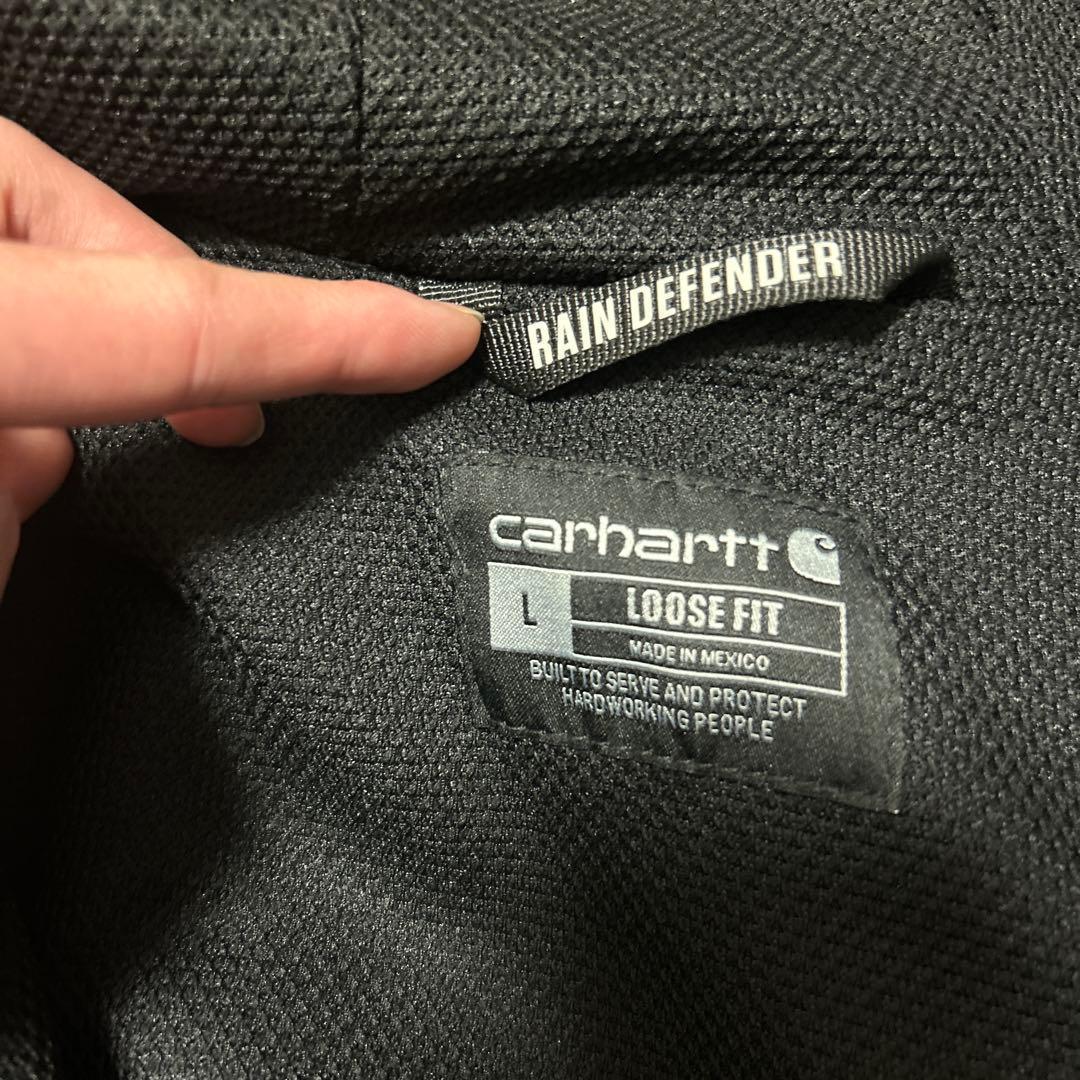 RAIN DEFENDER
carhartt
L
LOOSE FIT
MADE IN MEXICO
BUILT TO SERVE AND PROTECT
HARDWORKING PEOPLE